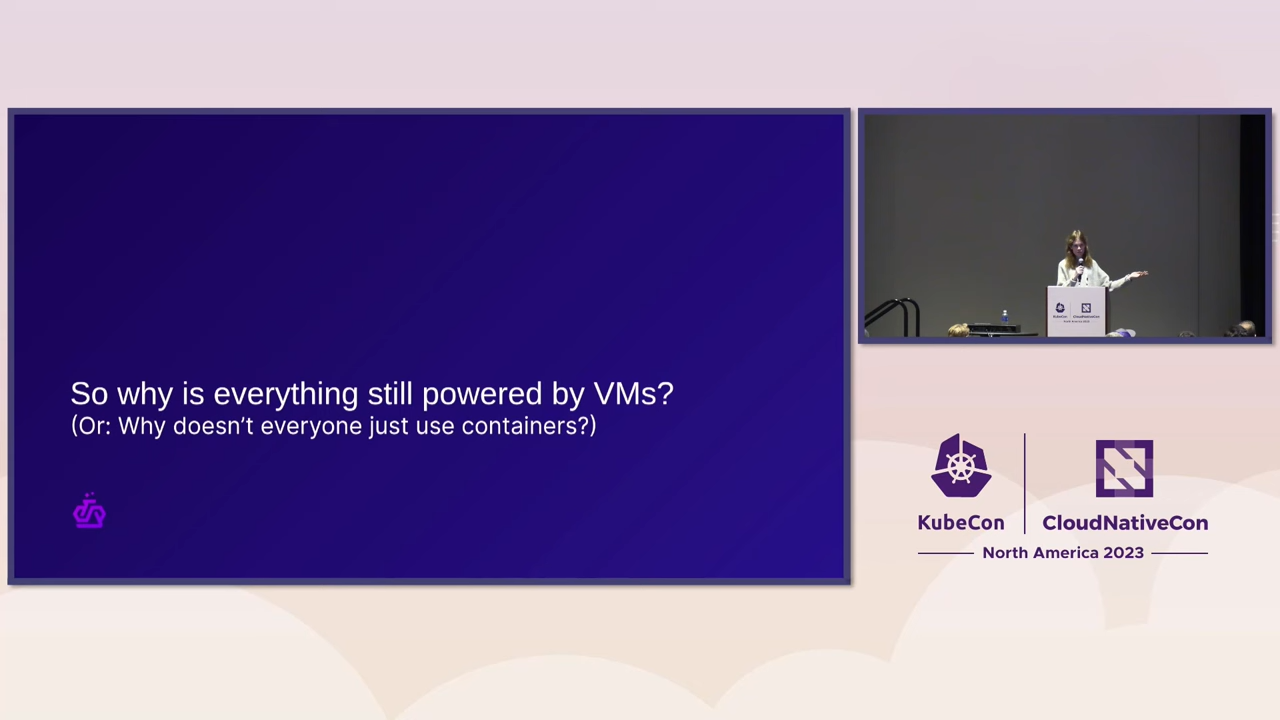 So why is everything still powered by VMs?
(Or: Why doesn’t everyone just use containers?)
KubeCon
CloudNativeCon
North America 2023